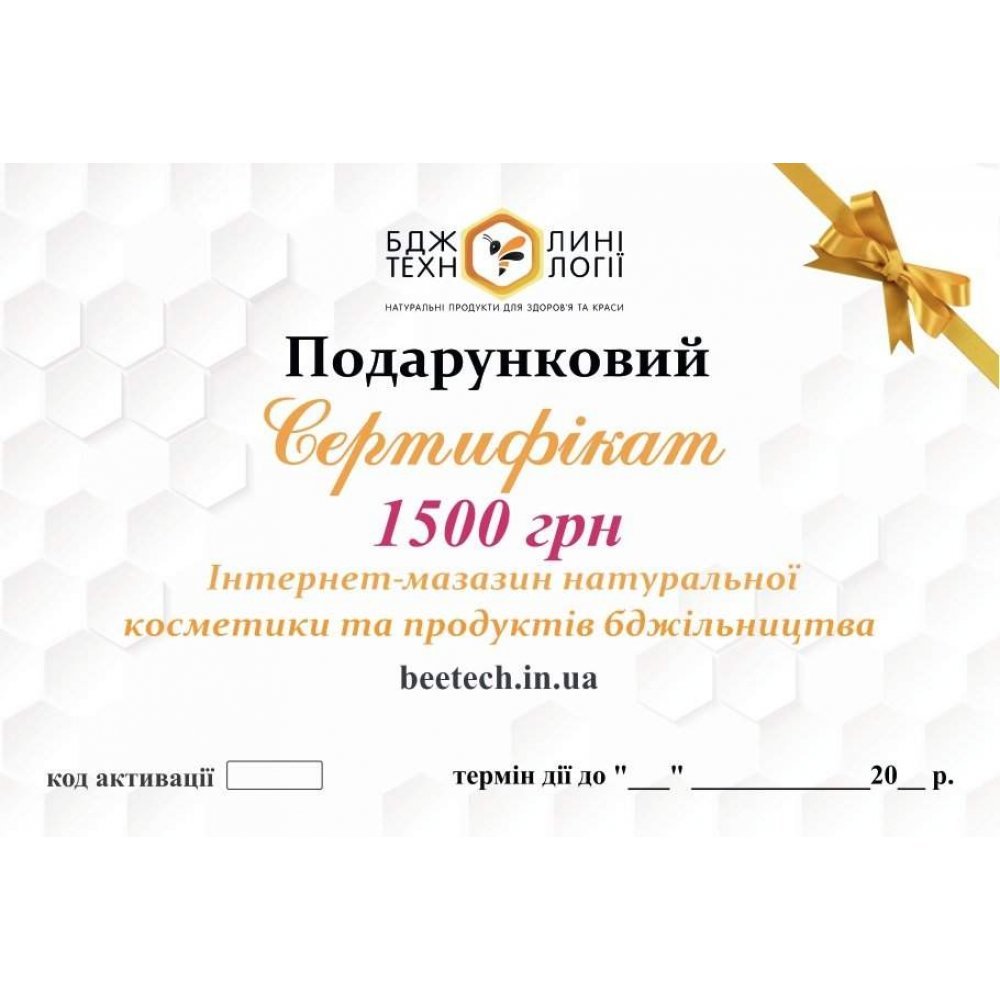 БДЖ ЛИНІ
ТЕХН ЛОГІЇ
НАТУРАЛЬНІ ПРОДУКТИ ДЛЯ ЗДОРОВ'Я ТА КРАСИ
Подарунковий
Сертифікат
1500 грн
Інтернет-мазазин натуральної
косметики та продуктів бджільництва
beetech.in.ua
код активації термін дії до "___" _____________20__ р.